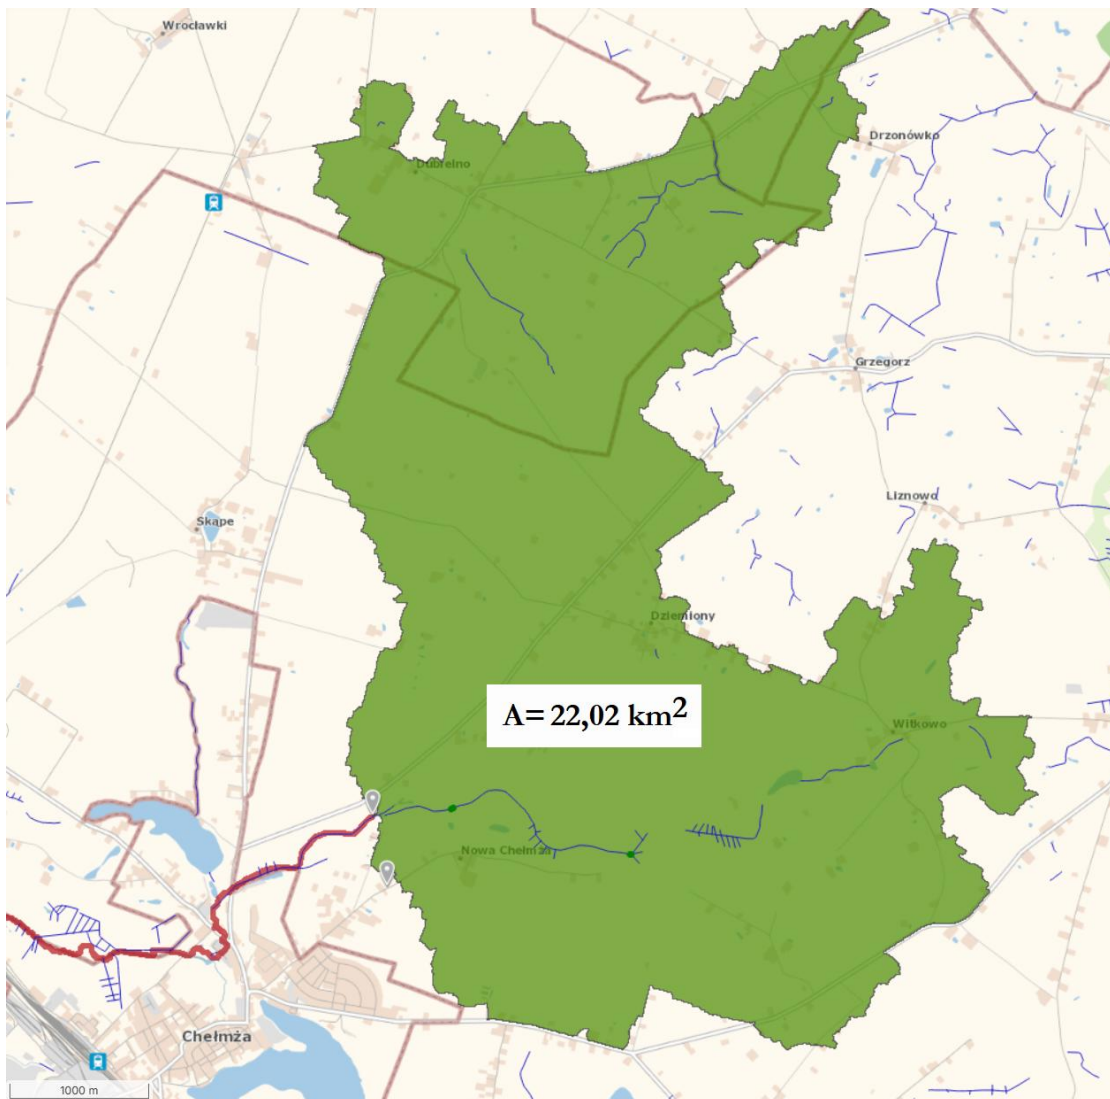 Wrocławki
Drzonówko
Dubielno
Grzegorz
Liznowo
Skąpe
Dziemiony
A= 22,02 km²
Witkowo
Nowa Chełmża
Chełmża
1000 m